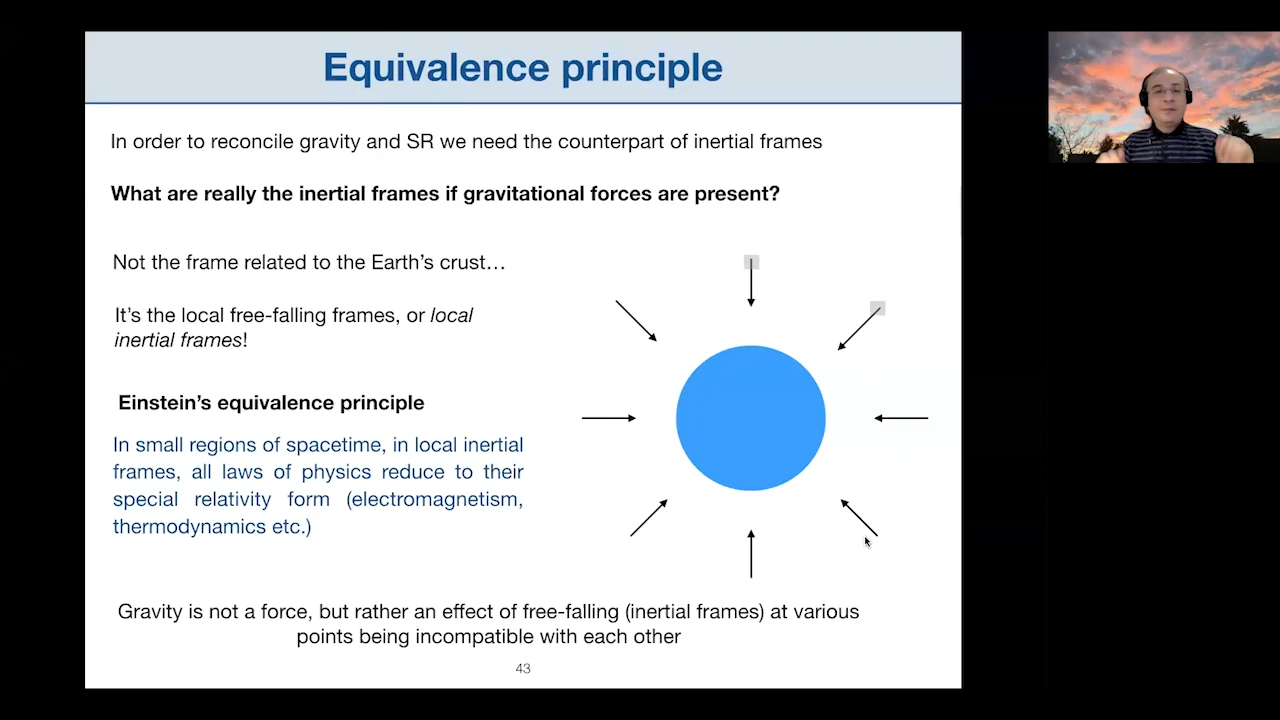 Equivalence principle
In order to reconcile gravity and SR we need the counterpart of inertial frames
What are really the inertial frames if gravitational forces are present?
Not the frame related to the Earth’s crust…
It’s the local free-falling frames, or local
inertial frames!
Einstein’s equivalence principle
In small regions of spacetime, in local inertial
frames, all laws of physics reduce to their
special relativity form (electromagnetism,
thermodynamics etc.)
Gravity is not a force, but rather an effect of free-falling (inertial frames) at various
points being incompatible with each other
43